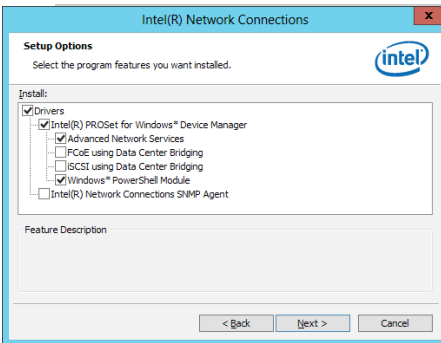 Intel(R) Network Connections
x
Setup Options
Select the program features you want installed.
intel
Install:
Drivers
Intel(R) PROSet for Windows* Device Manager
Advanced Network Services
FCoE using Data Center Bridging
iSCSI using Data Center Bridging
Windows* PowerShell Module
Intel(R) Network Connections SNMP Agent
Feature Description
< Back Next > Cancel